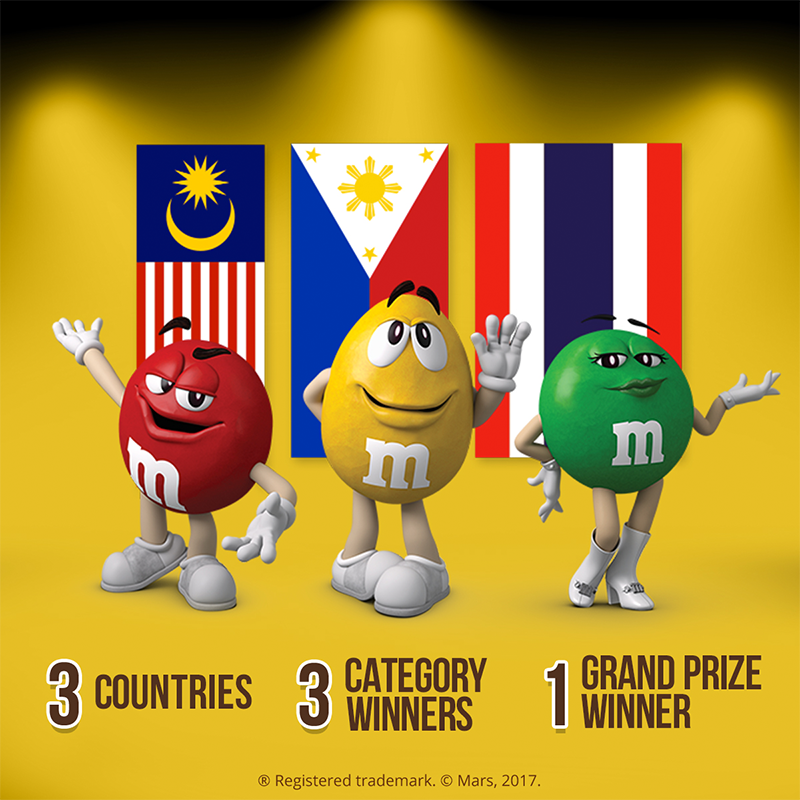 m
m
m
3 COUNTRIES
3 CATEGORY
WINNERS
1 GRAND PRIZE
WINNER
® Registered trademark. © Mars, 2017.